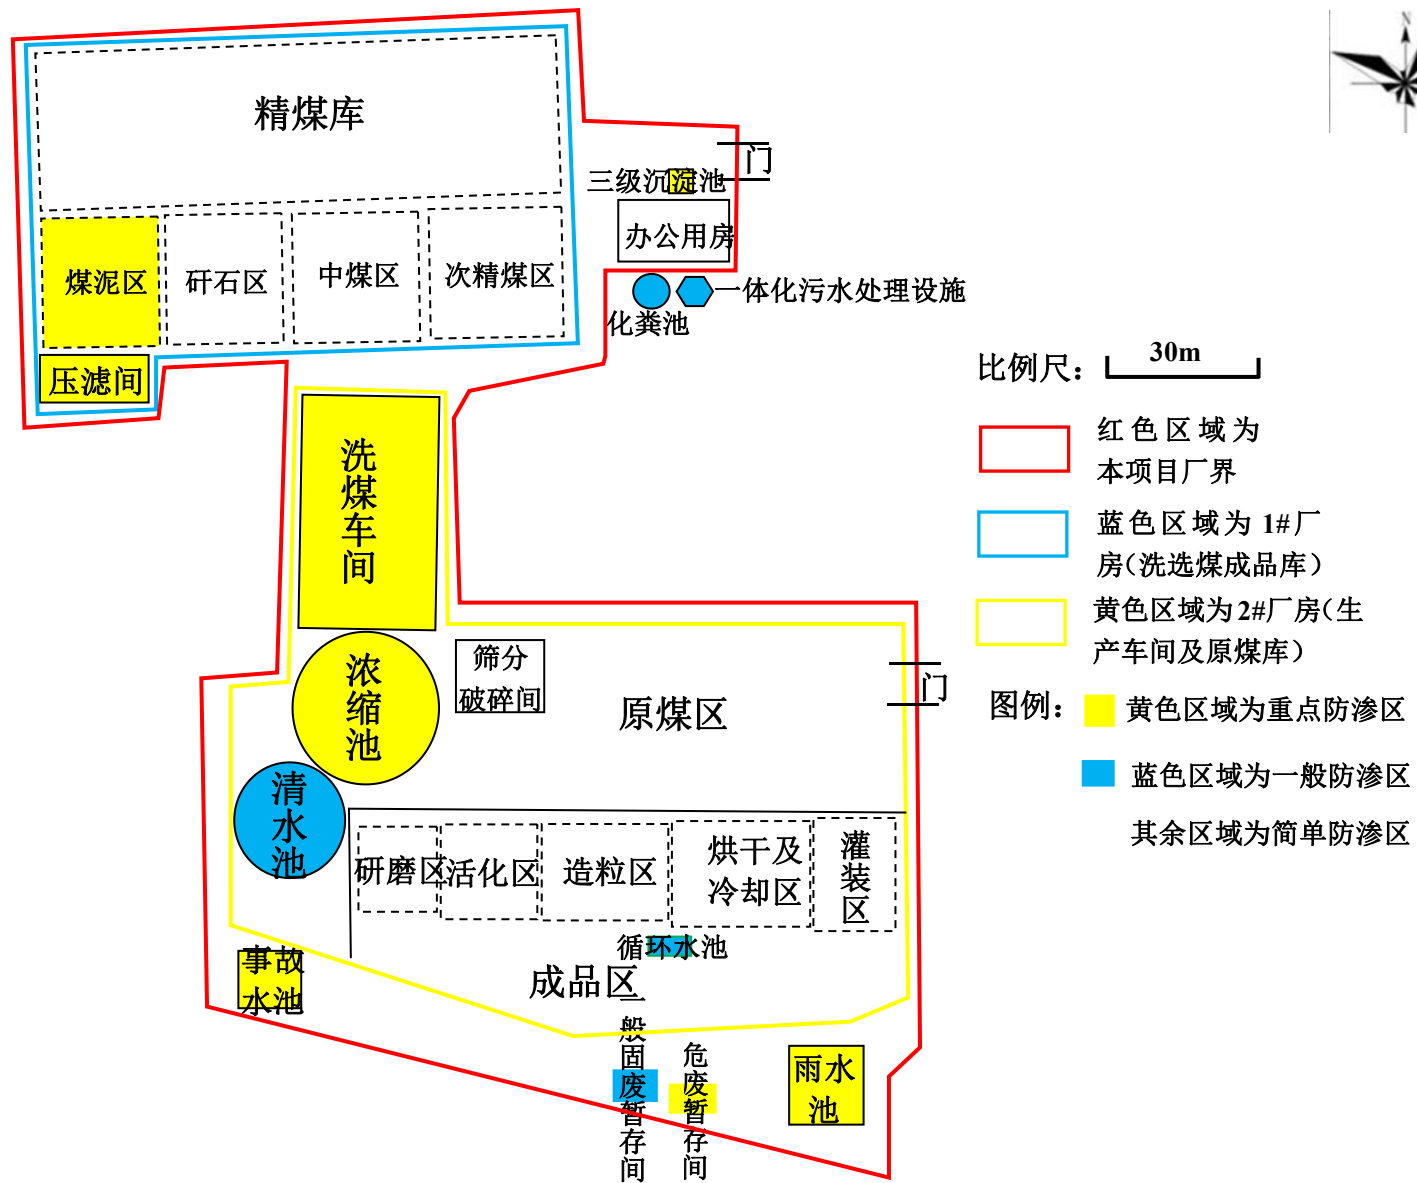 N
精煤库
门
三级沉淀池
办公用房
煤泥区
矸石区
中煤区
次精煤区
一体化污水处理设施
化粪池
压滤间
比例尺：
30m
洗
煤
车
间
红色区域为
本项目厂界
蓝色区域为 1#厂
房（洗选煤成品库）
黄色区域为 2#厂房（生
产车间及原煤库）
筛分
破碎间
浓
缩
池
原煤区
门
图例：
黄色区域为重点防渗区
蓝色区域为一般防渗区
其余区域为简单防渗区
清
水
池
研磨区
活化区
造粒区
烘干及
冷却区
灌
装
区
循环水池
成品区
事故
水池
一
般
固
废
暂
存
间
危
废
暂
存
间
雨水
池